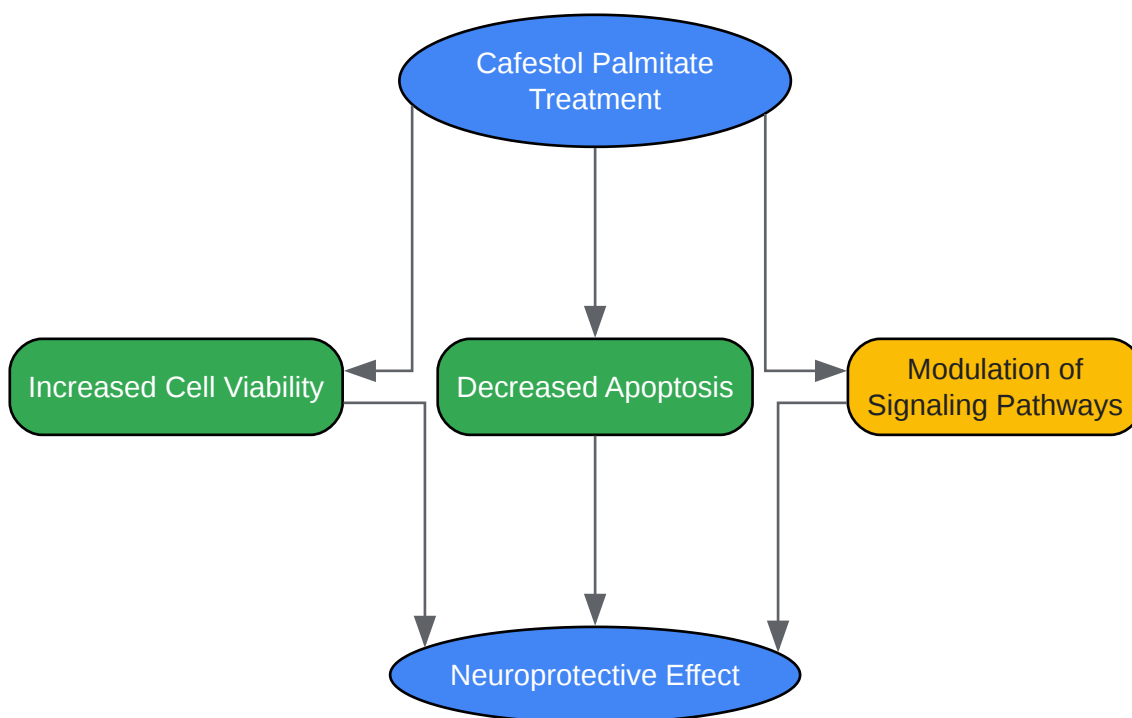 Cafestol Palmitate
Treatment
Increased Cell Viability
Decreased Apoptosis
Modulation of
Signaling Pathways
Neuroprotective Effect